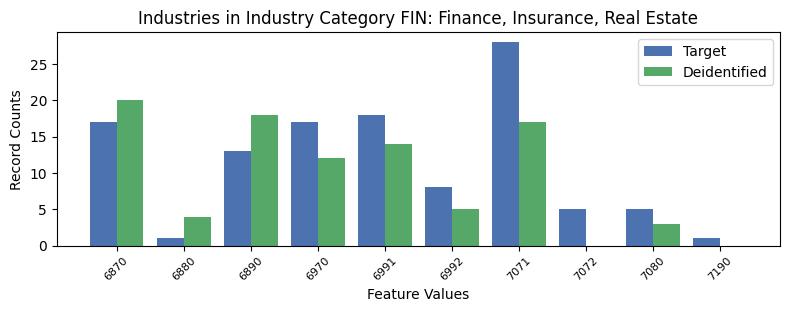 Industries in Industry Category FIN: Finance, Insurance, Real Estate
Target
Deidentified
Record Counts
25
20
15
10
5
0
6870 6880 6890 6970 6991 6992 7071 7072 7080 7190
Feature Values